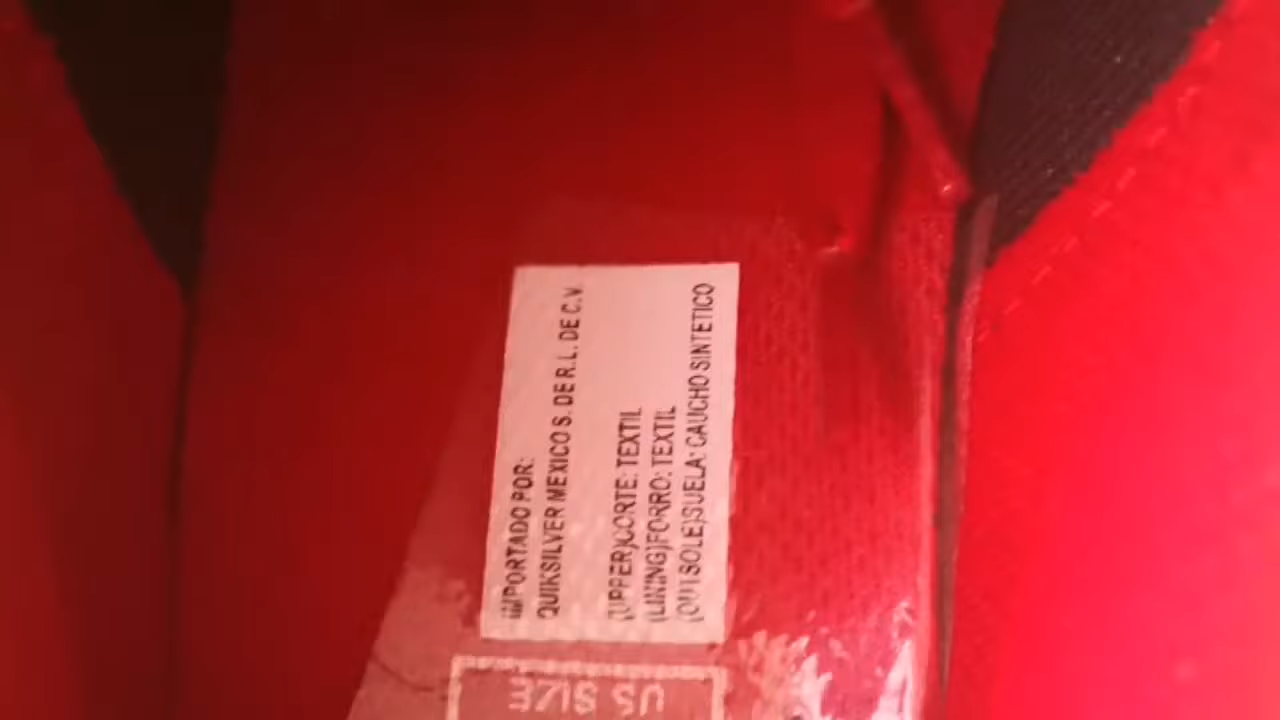 IMPORTADO POR:
QUIKSILVER MEXICO S. DE R.L. DE C.V.
(UPPER)CORTE: TEXTIL
(LINING)FORRO: TEXTIL
(OUTSOLE)SUELA: CAUCHO SINTETICO
US SIZE